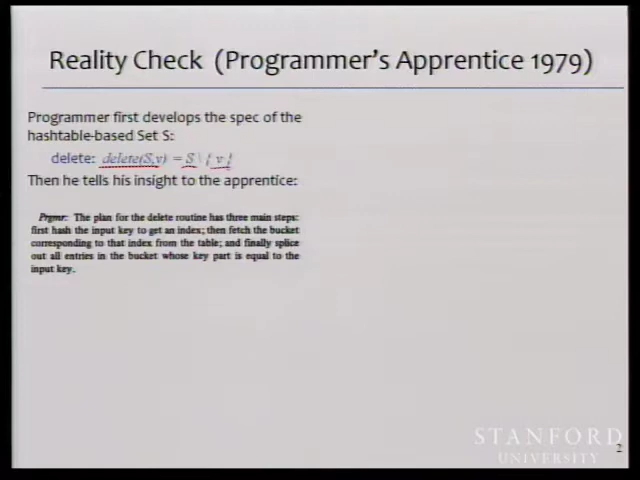 Reality Check (Programmer's Apprentice 1979)
Programmer first develops the spec of the
hashtable-based Set S:
delete: delete(S,v) = S \ { v }
Then he tells his insight to the apprentice:
Prgmr: The plan for the delete routine has three main steps:
first hash the input key to get an index; then fetch the bucket
corresponding to that index from the table; and finally splice
out all entries in the bucket whose key part is equal to the
input key.
STANFORD
UNIVERSITY
2